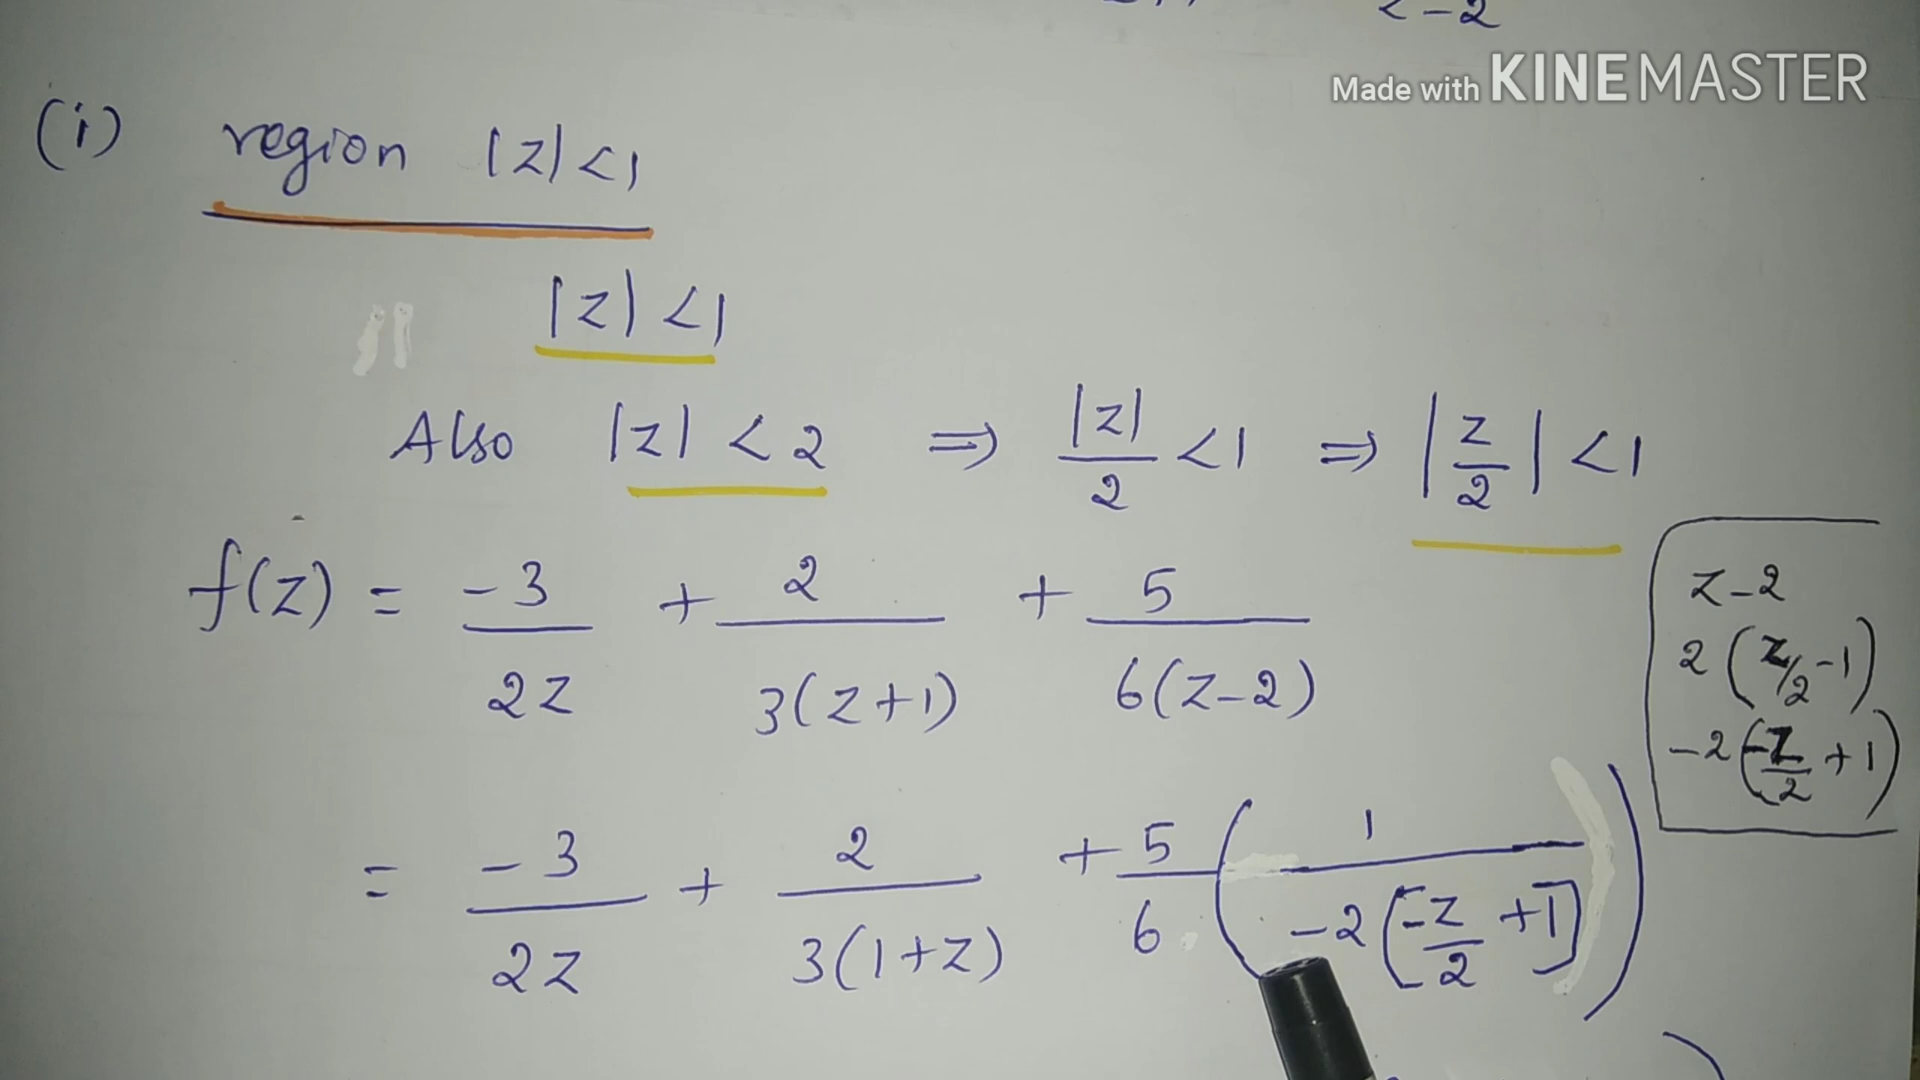 <-2
Made with KINEMASTER
(i) region |z|<1
|z|<1
Also |z| < 2 ⇒ |z|/2 <1 ⇒ |z/2| <1
f(z) = -3/2z + 2/3(z+1) + 5/6(z-2)
z-2
2(z/2-1)
-2(-z/2+1)
= -3/2z + 2/3(1+z) + 5/6 (1/-2[-z/2 +1])